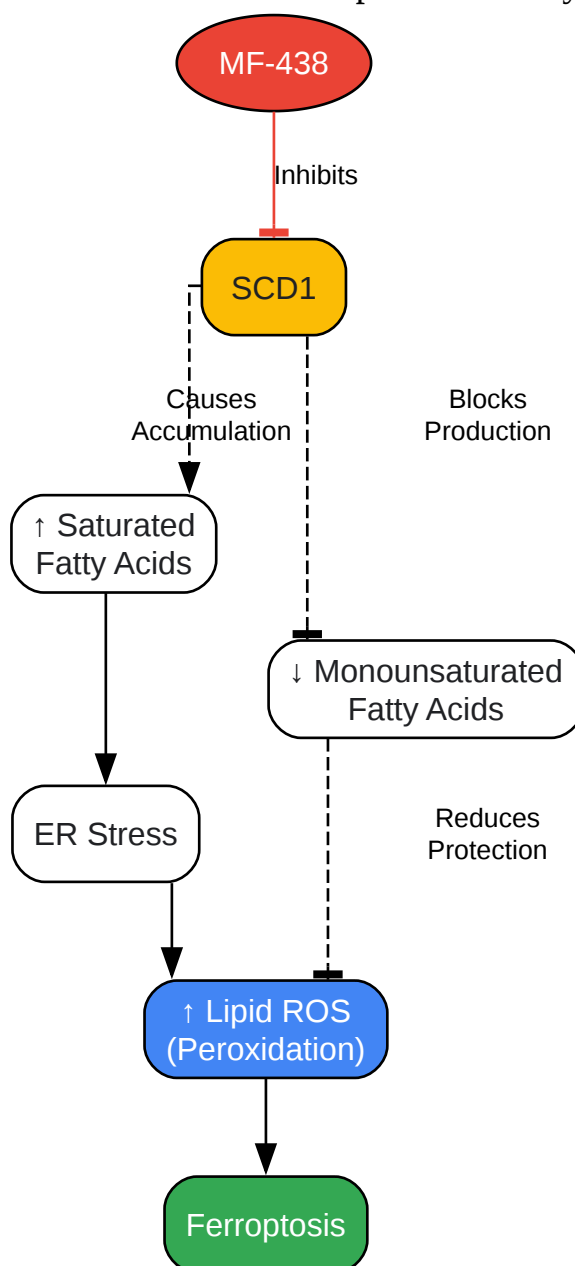 MF-438
Inhibits
SCD1
Causes
Accumulation
Blocks
Production
↑ Saturated
Fatty Acids
↓ Monounsaturated
Fatty Acids
ER Stress
Reduces
Protection
↑ Lipid ROS
(Peroxidation)
Ferroptosis